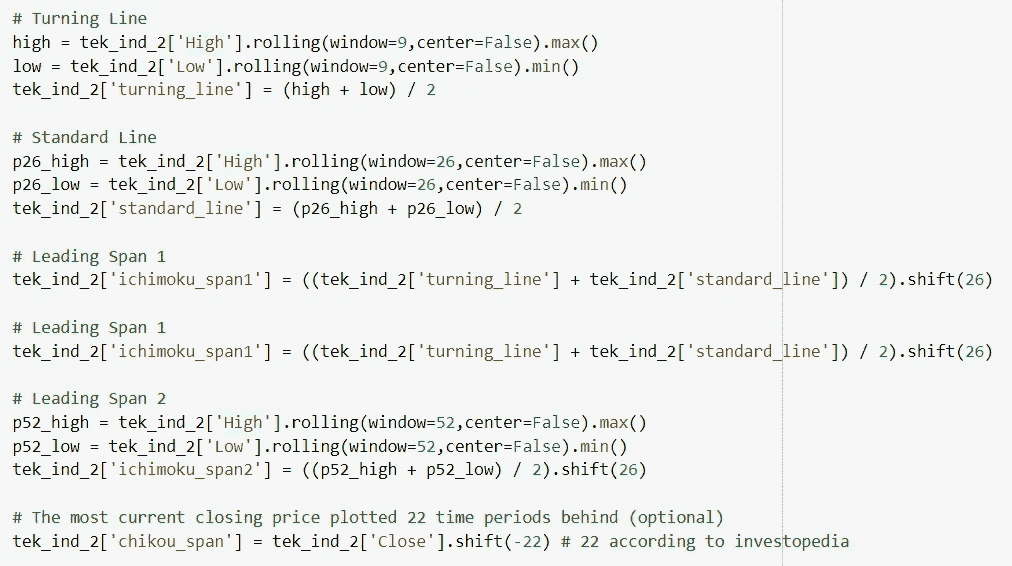 # Turning Line
high = tek_ind_2['High'].rolling(window=9,center=False).max()
low = tek_ind_2['Low'].rolling(window=9,center=False).min()
tek_ind_2['turning_line'] = (high + low) / 2
# Standard Line
p26_high = tek_ind_2['High'].rolling(window=26,center=False).max()
p26_low = tek_ind_2['Low'].rolling(window=26,center=False).min()
tek_ind_2['standard_line'] = (p26_high + p26_low) / 2
# Leading Span 1
tek_ind_2['ichimoku_span1'] = ((tek_ind_2['turning_line'] + tek_ind_2['standard_line']) / 2).shift(26)
# Leading Span 1
tek_ind_2['ichimoku_span1'] = ((tek_ind_2['turning_line'] + tek_ind_2['standard_line']) / 2).shift(26)
# Leading Span 2
p52_high = tek_ind_2['High'].rolling(window=52,center=False).max()
p52_low = tek_ind_2['Low'].rolling(window=52,center=False).min()
tek_ind_2['ichimoku_span2'] = ((p52_high + p52_low) / 2).shift(26)
# The most current closing price plotted 22 time periods behind (optional)
tek_ind_2['chikou_span'] = tek_ind_2['Close'].shift(-22) # 22 according to investopedia